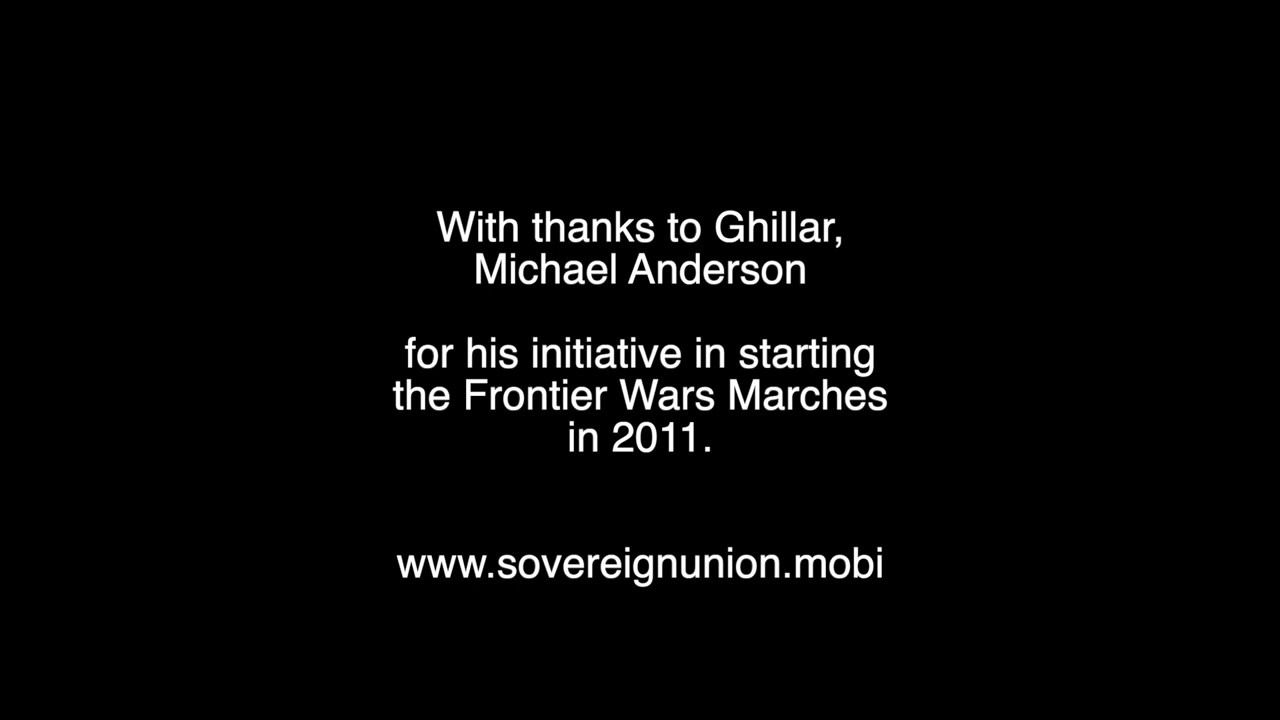 With thanks to Ghillar,
Michael Anderson
for his initiative in starting
the Frontier Wars Marches
in 2011.
www.sovereignunion.mobi